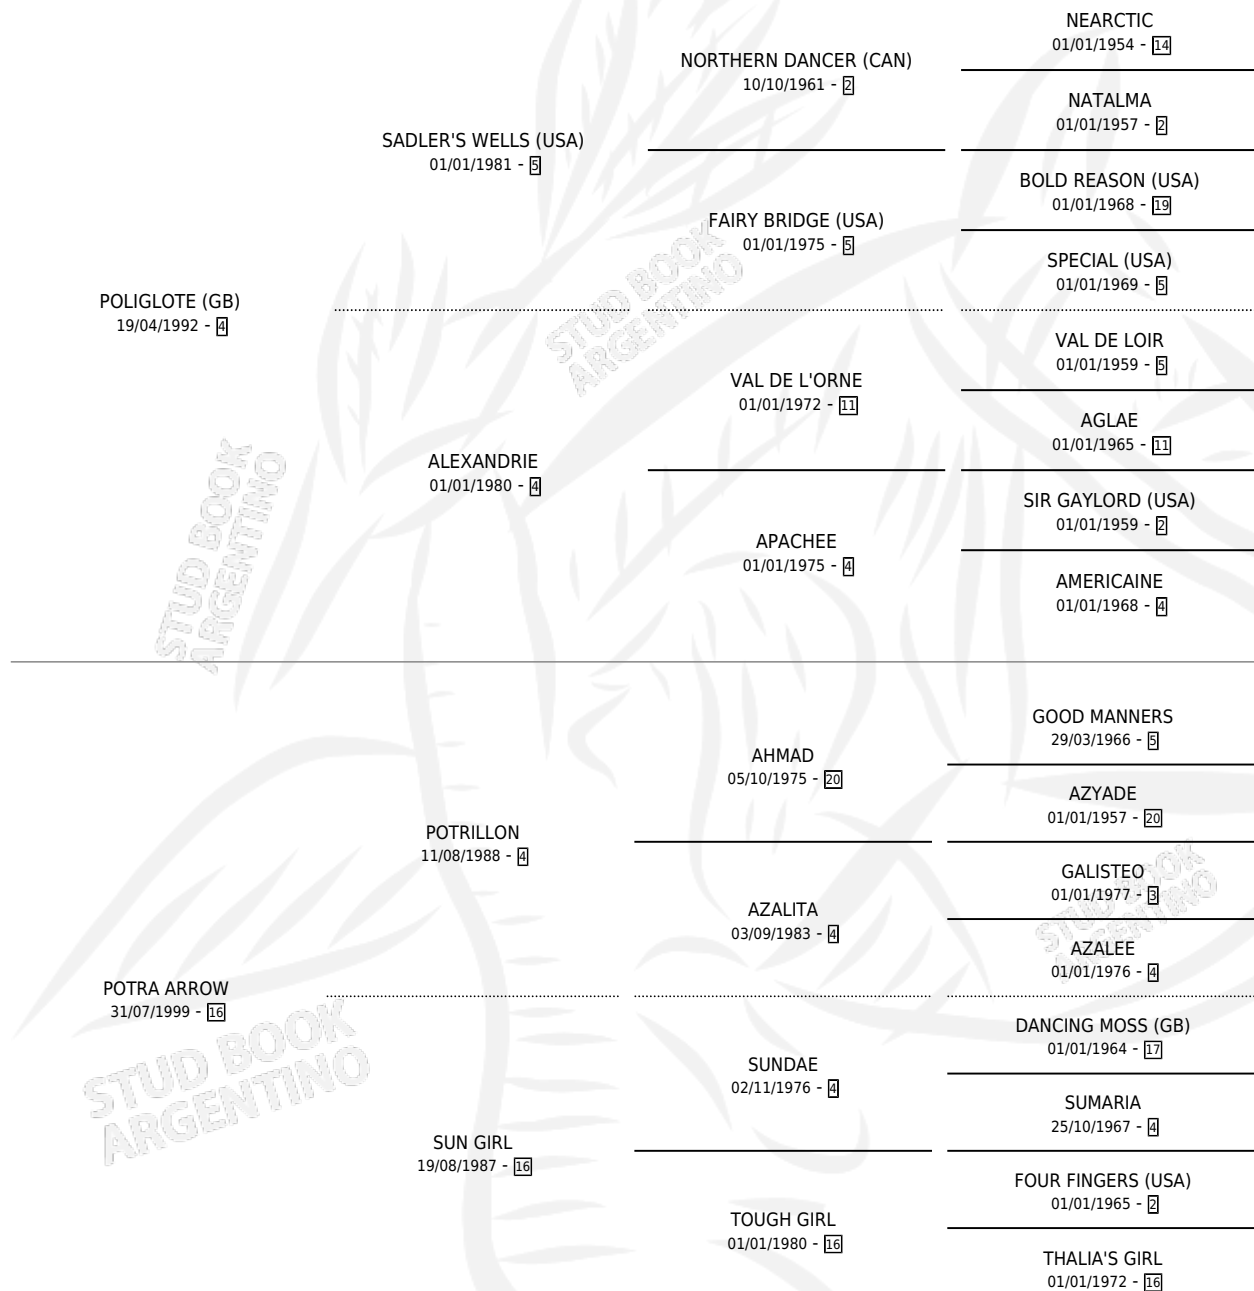 NEARCTIC
01/01/1954 - 14
NORTHERN DANCER (CAN)
10/10/1961 - 2
NATALMA
01/01/1957 - 2
SADLER'S WELLS (USA)
01/01/1981 - 5
BOLD REASON (USA)
01/01/1968 - 19
FAIRY BRIDGE (USA)
01/01/1975 - 5
SPECIAL (USA)
01/01/1969 - 5
POLIGLOTE (GB)
19/04/1992 - 4
VAL DE LOIR
01/01/1959 - 5
VAL DE L'ORNE
01/01/1972 - 11
AGLAE
01/01/1965 - 11
ALEXANDRIE
01/01/1980 - 4
SIR GAYLORD (USA)
01/01/1959 - 2
APACHEE
01/01/1975 - 4
AMERICAINE
01/01/1968 - 4
GOOD MANNERS
29/03/1966 - 5
AHMAD
05/10/1975 - 20
AZYADE
01/01/1957 - 20
POTRILLON
11/08/1988 - 4
GALISTEO
01/01/1977 - 3
AZALITA
03/09/1983 - 4
AZALEE
01/01/1976 - 4
POTRA ARROW
31/07/1999 - 16
DANCING MOSS (GB)
01/01/1964 - 17
SUNDAE
02/11/1976 - 4
SUMARIA
25/10/1967 - 4
SUN GIRL
19/08/1987 - 16
FOUR FINGERS (USA)
01/01/1965 - 2
TOUGH GIRL
01/01/1980 - 16
THALIA'S GIRL
01/01/1972 - 16
STUD BOOK
ARGENTINO
STUD BOOK
ARGENTINO
STUD BOOK
ARGENTINO
STUD BOOK
ARGENTINO